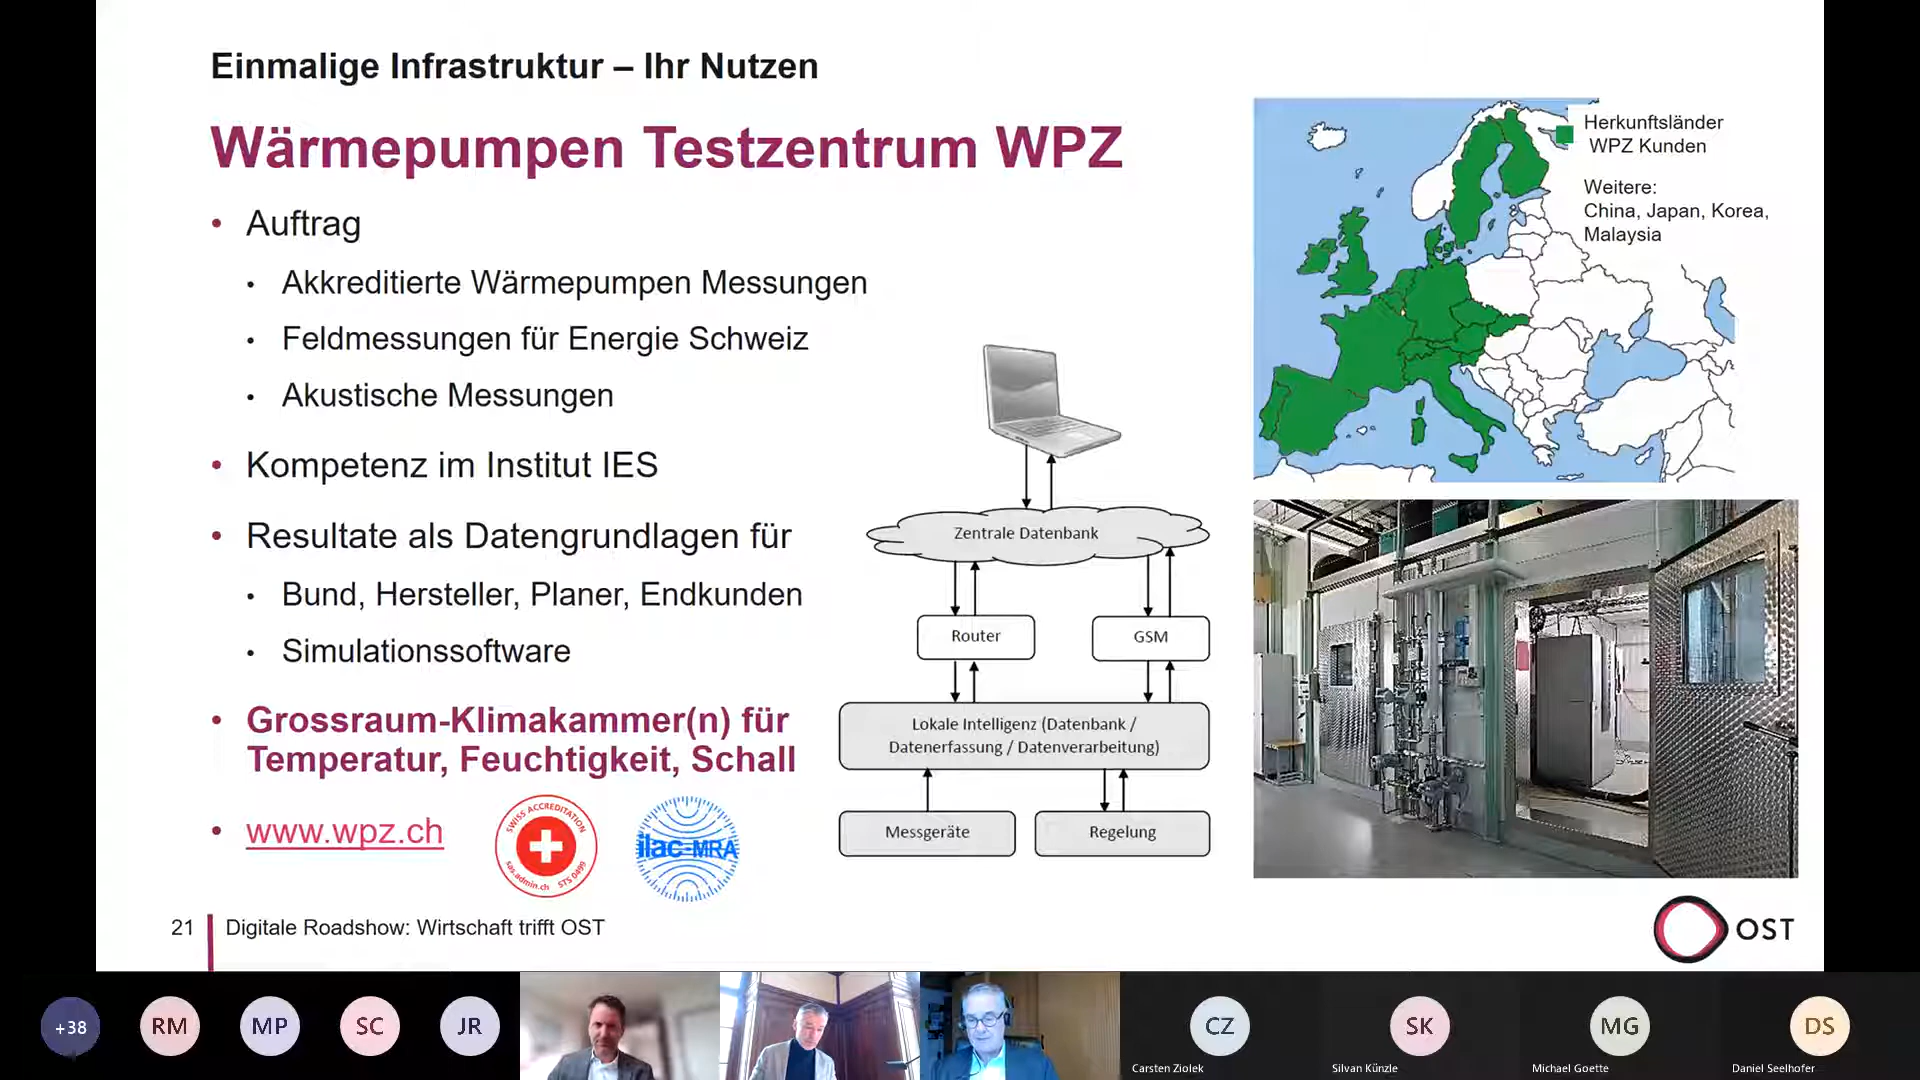 Einmalige Infrastruktur – Ihr Nutzen
Wärmepumpen Testzentrum WPZ
• Auftrag
• Akkreditierte Wärmepumpen Messungen
• Feldmessungen für Energie Schweiz
• Akustische Messungen
• Kompetenz im Institut IES
• Resultate als Datengrundlagen für
• Bund, Hersteller, Planer, Endkunden
• Simulationssoftware
• Grossraum-Klimakammer(n) für
Temperatur, Feuchtigkeit, Schall
• www.wpz.ch
SWISS ACCREDITATION
sas.admin.ch STS 0499
ilac-MRA
Zentrale Datenbank
Router
GSM
Lokale Intelligenz (Datenbank /
Datenerfassung / Datenverarbeitung)
Messgeräte
Regelung
Herkunftsländer
WPZ Kunden
Weitere:
China, Japan, Korea,
Malaysia
21
Digitale Roadshow: Wirtschaft trifft OST
OST
+38
RM
MP
SC
JR
CZ
Carsten Ziolek
SK
Silvan Künzle
MG
Michael Goette
DS
Daniel Seelhofer